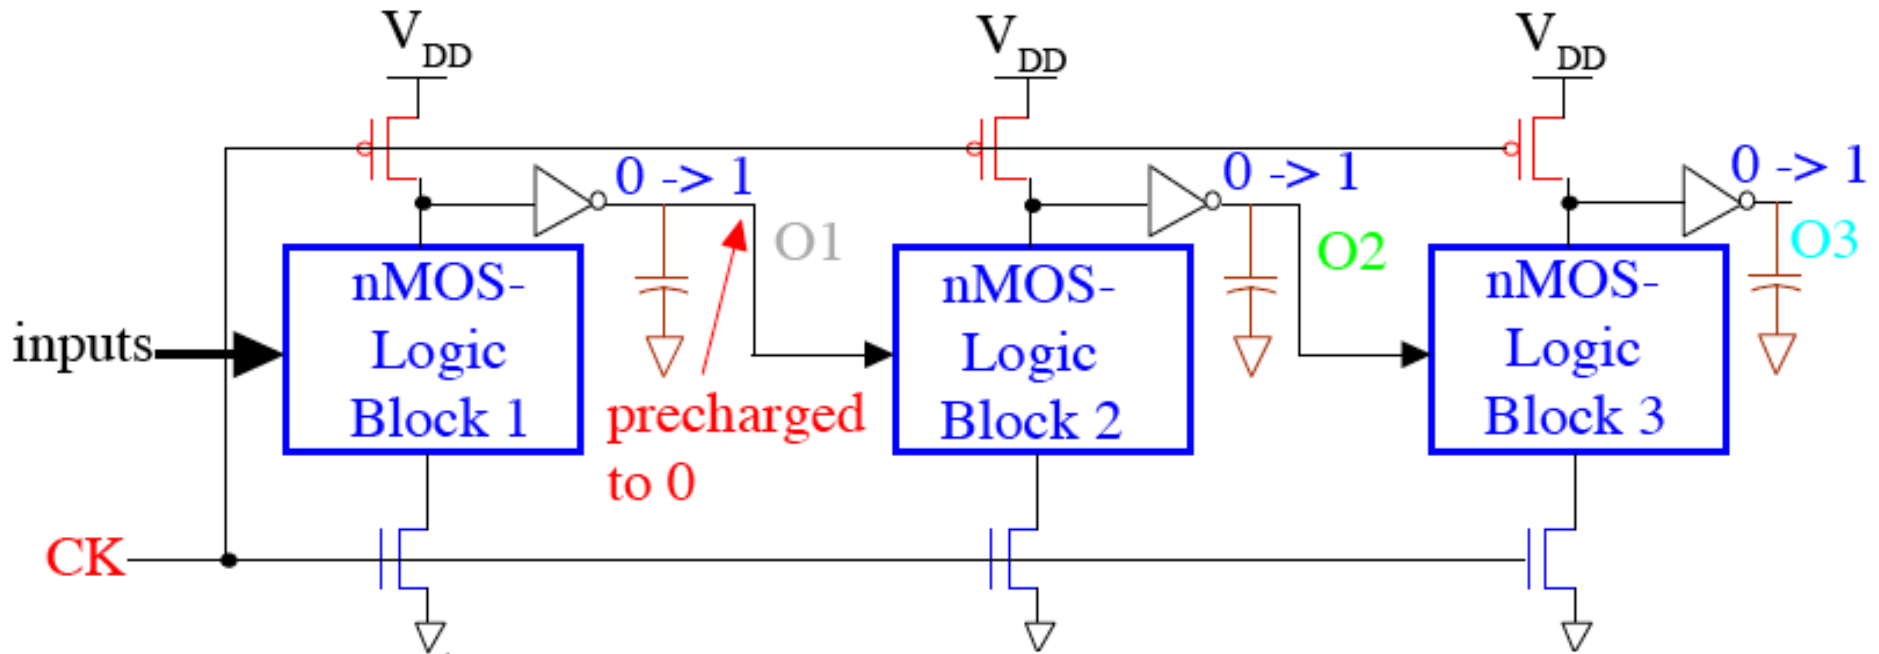 VDD
VDD
VDD
0 -> 1
0 -> 1
0 -> 1
O1
O2
O3
inputs
nMOS-
Logic
Block 1
precharged
to 0
nMOS-
Logic
Block 2
nMOS-
Logic
Block 3
CK